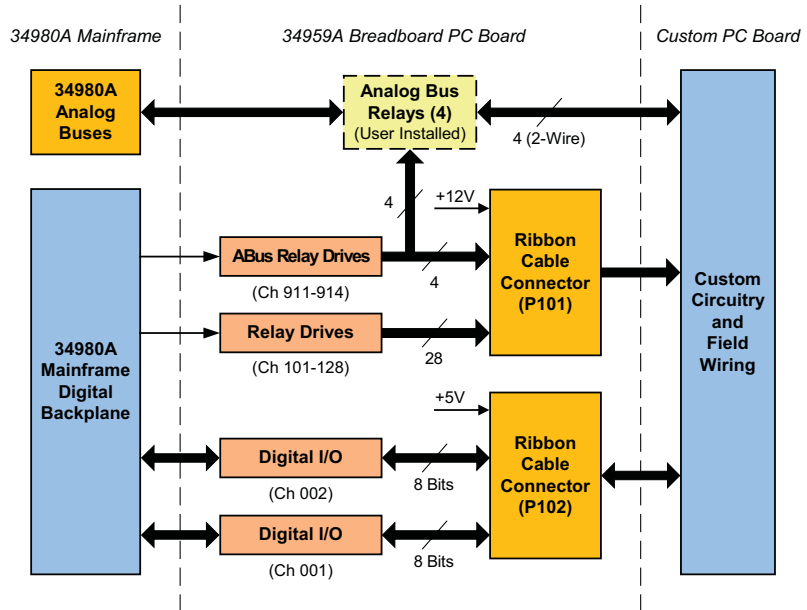 34980A Mainframe
34959A Breadboard PC Board
Custom PC Board
34980A
Analog
Buses
Analog Bus
Relays (4)
(User Installed)
4 (2-Wire)
4
+12V
ABus Relay Drives
(Ch 911-914)
4
Relay Drives
(Ch 101-128)
28
Ribbon
Cable
Connector
(P101)
34980A
Mainframe
Digital
Backplane
Custom
Circuitry
and
Field
Wiring
+5V
Digital I/O
(Ch 002)
8 Bits
Ribbon
Cable
Connector
(P102)
Digital I/O
(Ch 001)
8 Bits